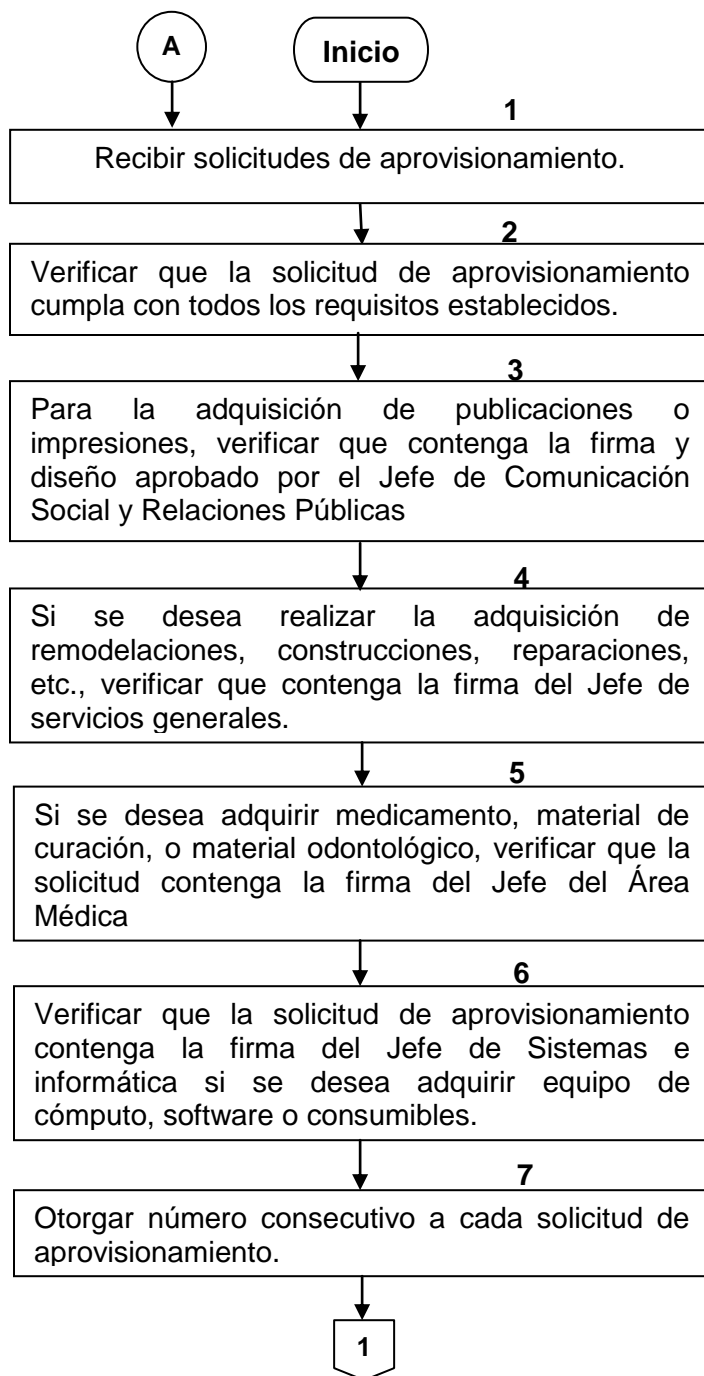 A
Inicio
1
Recibir solicitudes de aprovisionamiento.
2
Verificar que la solicitud de aprovisionamiento
cumpla con todos los requisitos establecidos.
3
Para la adquisición de publicaciones o
impresiones, verificar que contenga la firma y
diseño aprobado por el Jefe de Comunicación
Social y Relaciones Públicas
4
Si se desea realizar la adquisición de
remodelaciones, construcciones, reparaciones,
etc., verificar que contenga la firma del Jefe de
servicios generales.
5
Si se desea adquirir medicamento, material de
curación, o material odontológico, verificar que la
solicitud contenga la firma del Jefe del Área
Médica
6
Verificar que la solicitud de aprovisionamiento
contenga la firma del Jefe de Sistemas e
informática si se desea adquirir equipo de
cómputo, software o consumibles.
7
Otorgar número consecutivo a cada solicitud de
aprovisionamiento.
1